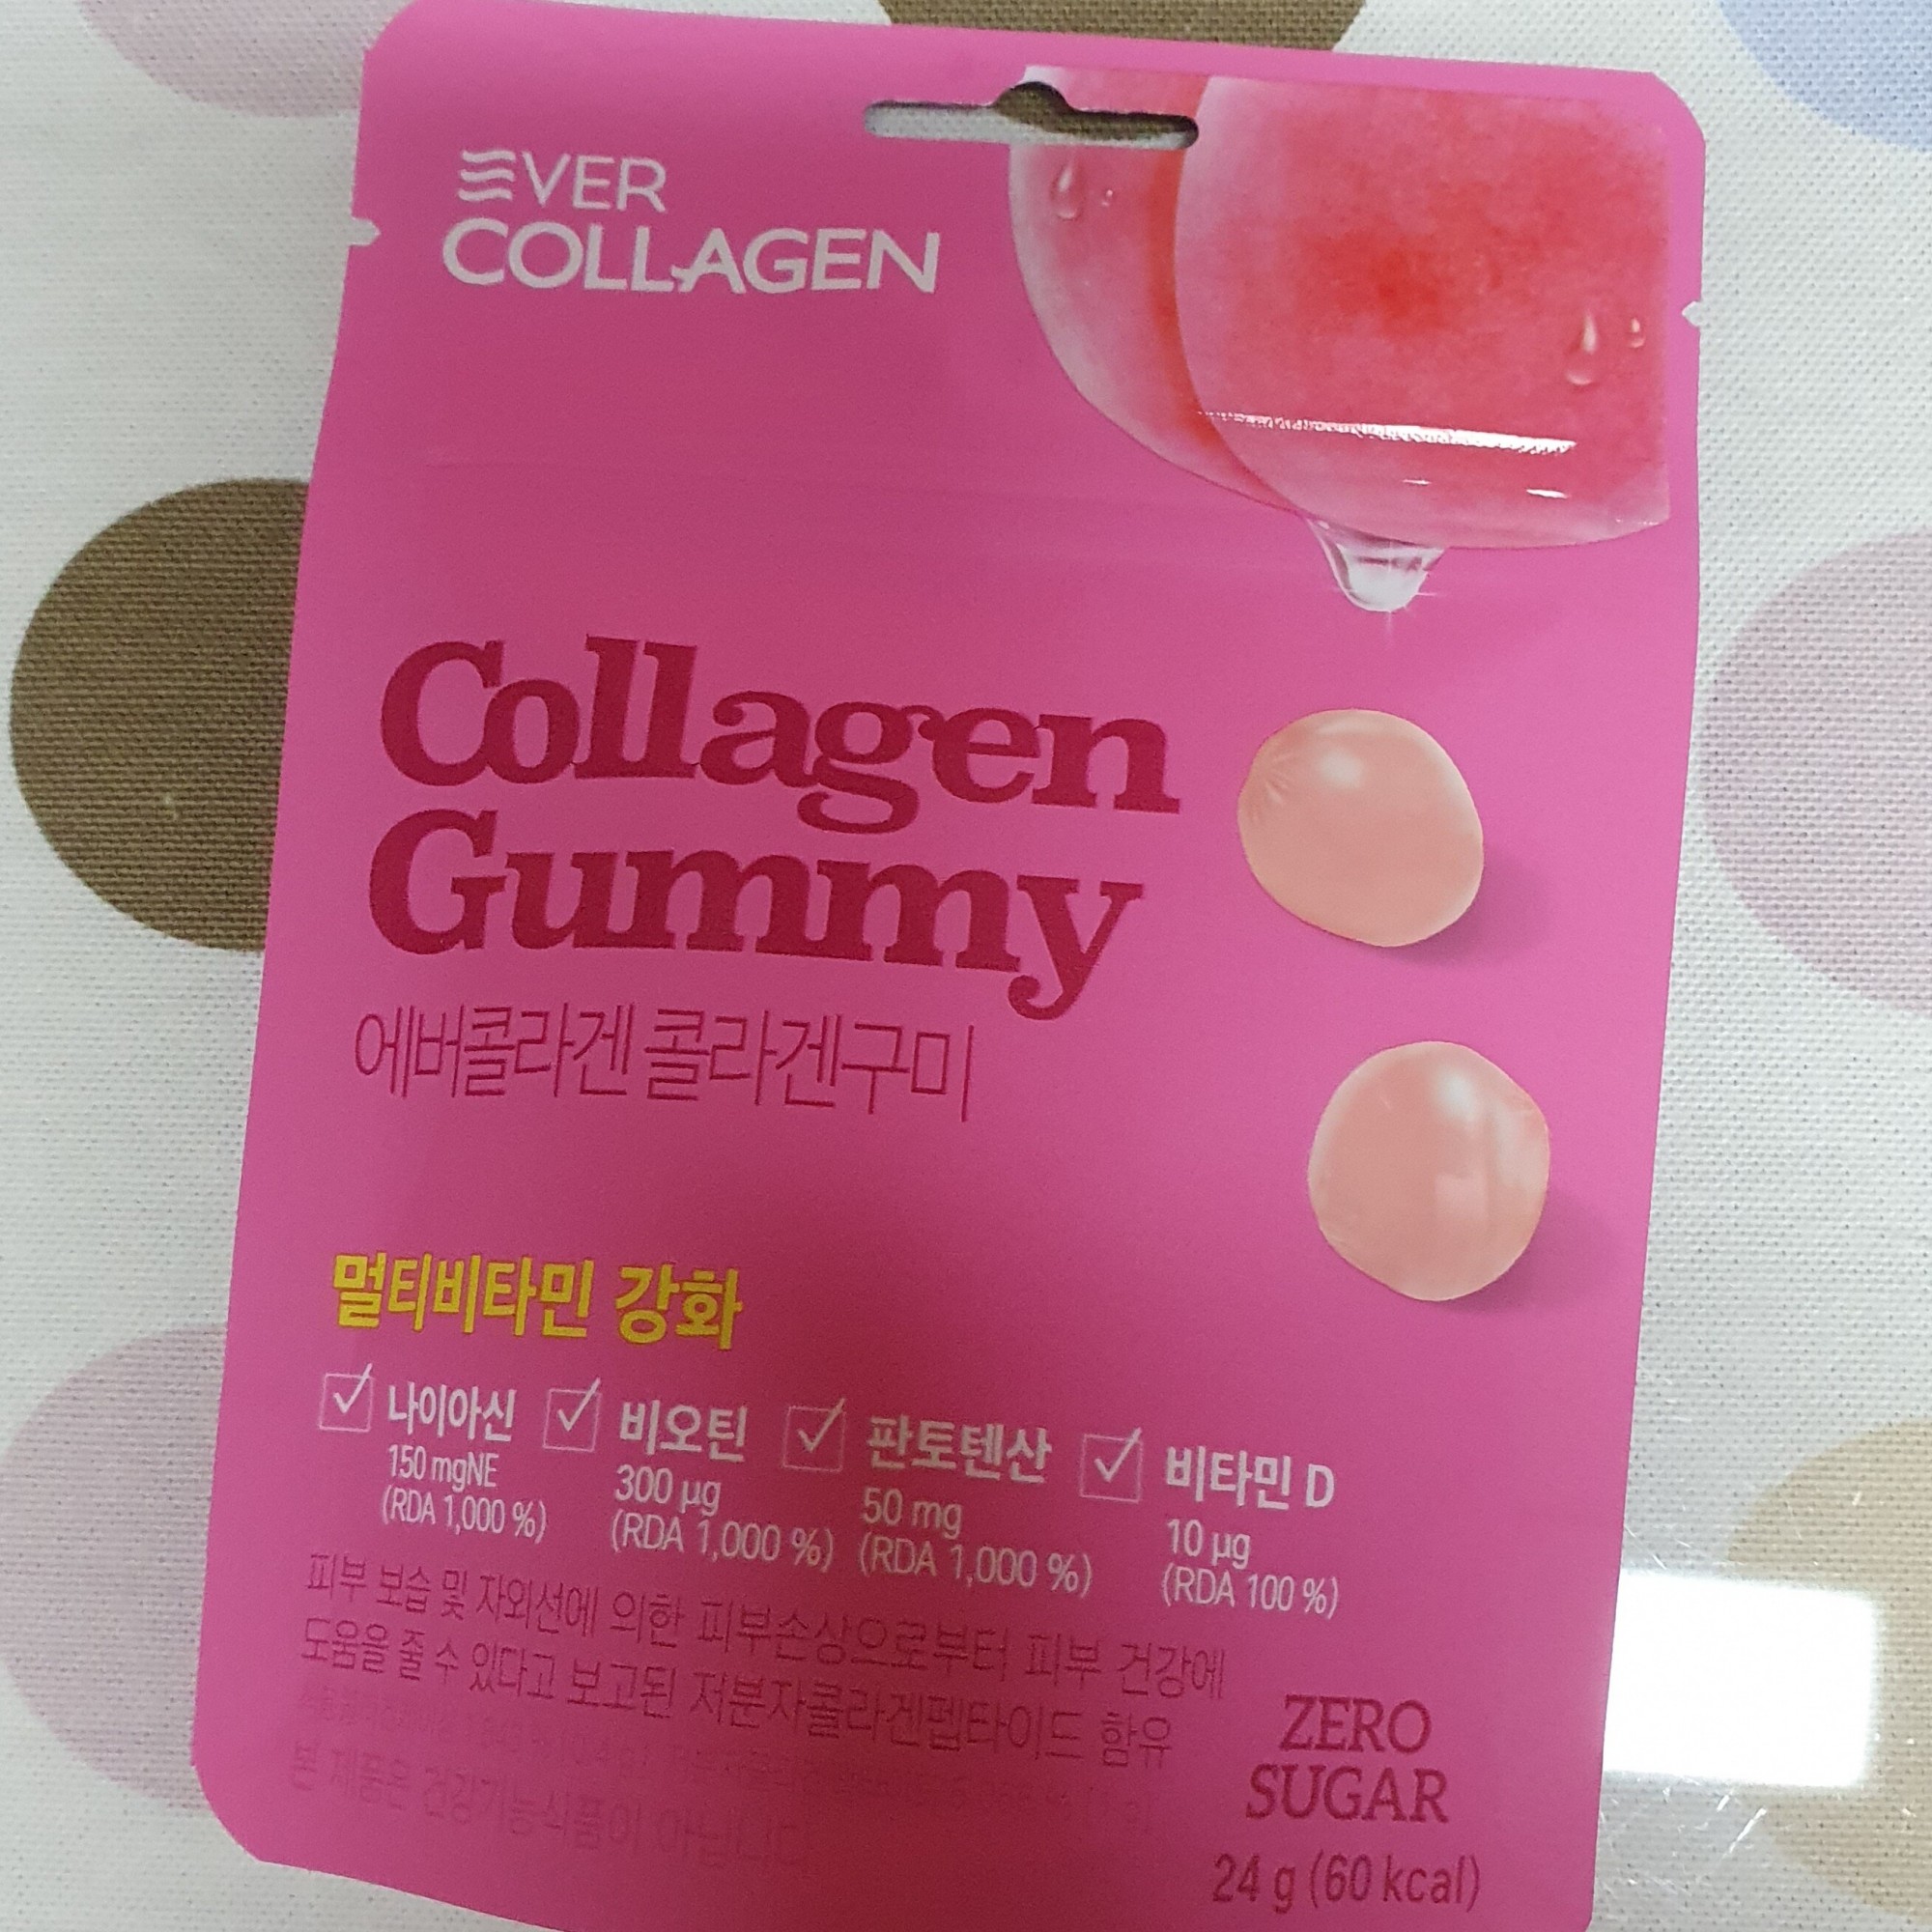 EVER
COLLAGEN
Collagen
Gummy
에버콜라겐 콜라겐구미
멀티비타민 강화
나이아신 비오틴 판토텐산 비타민 D
150 mgNE 300 µg 50 mg 10 µg
(RDA 1,000 %) (RDA 1,000 %) (RDA 1,000 %) (RDA 100 %)
피부 보습 및 자외선에 의한 피부손상으로부터 피부 건강에
도움을 줄 수 있다고 보고된 저분자콜라겐펩타이드 함유
본 제품은 건강기능식품이 아닙니다.
ZERO
SUGAR
24 g (60 kcal)